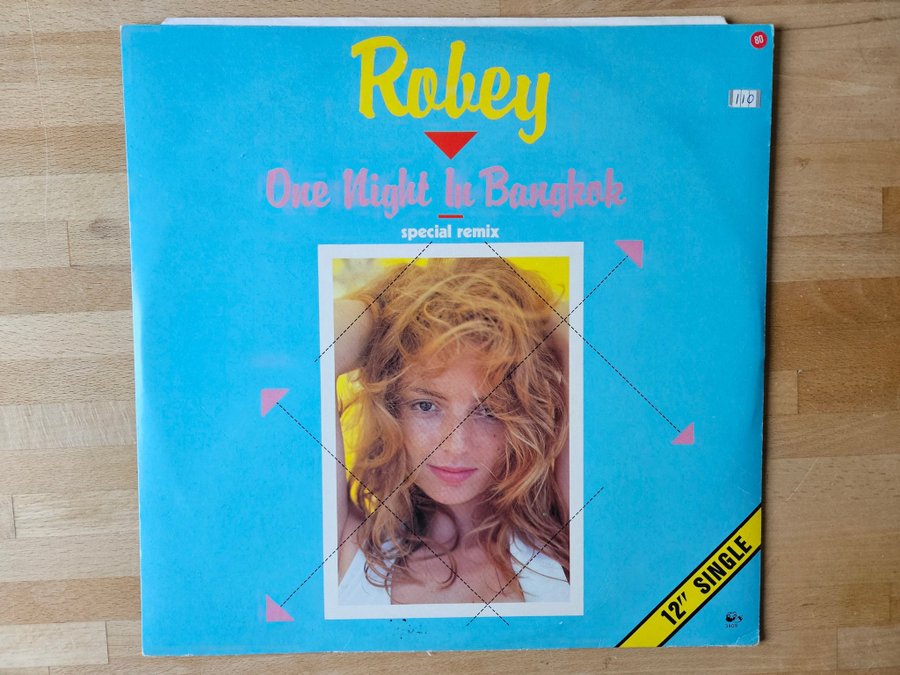 80
110
Robey
One Night In Bangkok
special remix
12" SINGLE